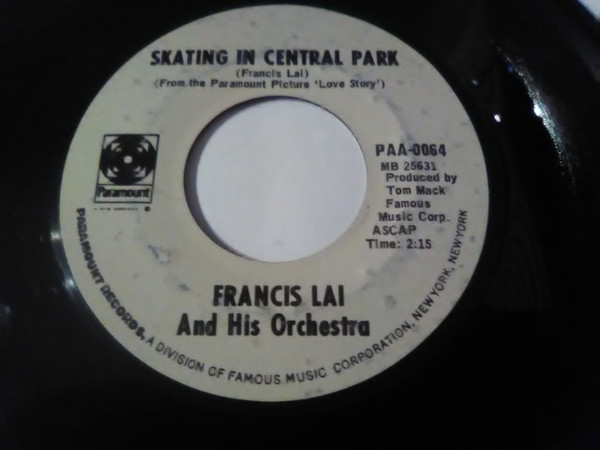 SKATING IN CENTRAL PARK
(Francis Lai)
(From the Paramount Picture 'Love Story')
Paramount
PAA-0064
MB 25631
Produced by
Tom Mack
Famous
Music Corp.
ASCAP
Time: 2:15
FRANCIS LAI
And His Orchestra
PARAMOUNT RECORDS, A DIVISION OF FAMOUS MUSIC CORPORATION, NEW YORK, NEW YORK